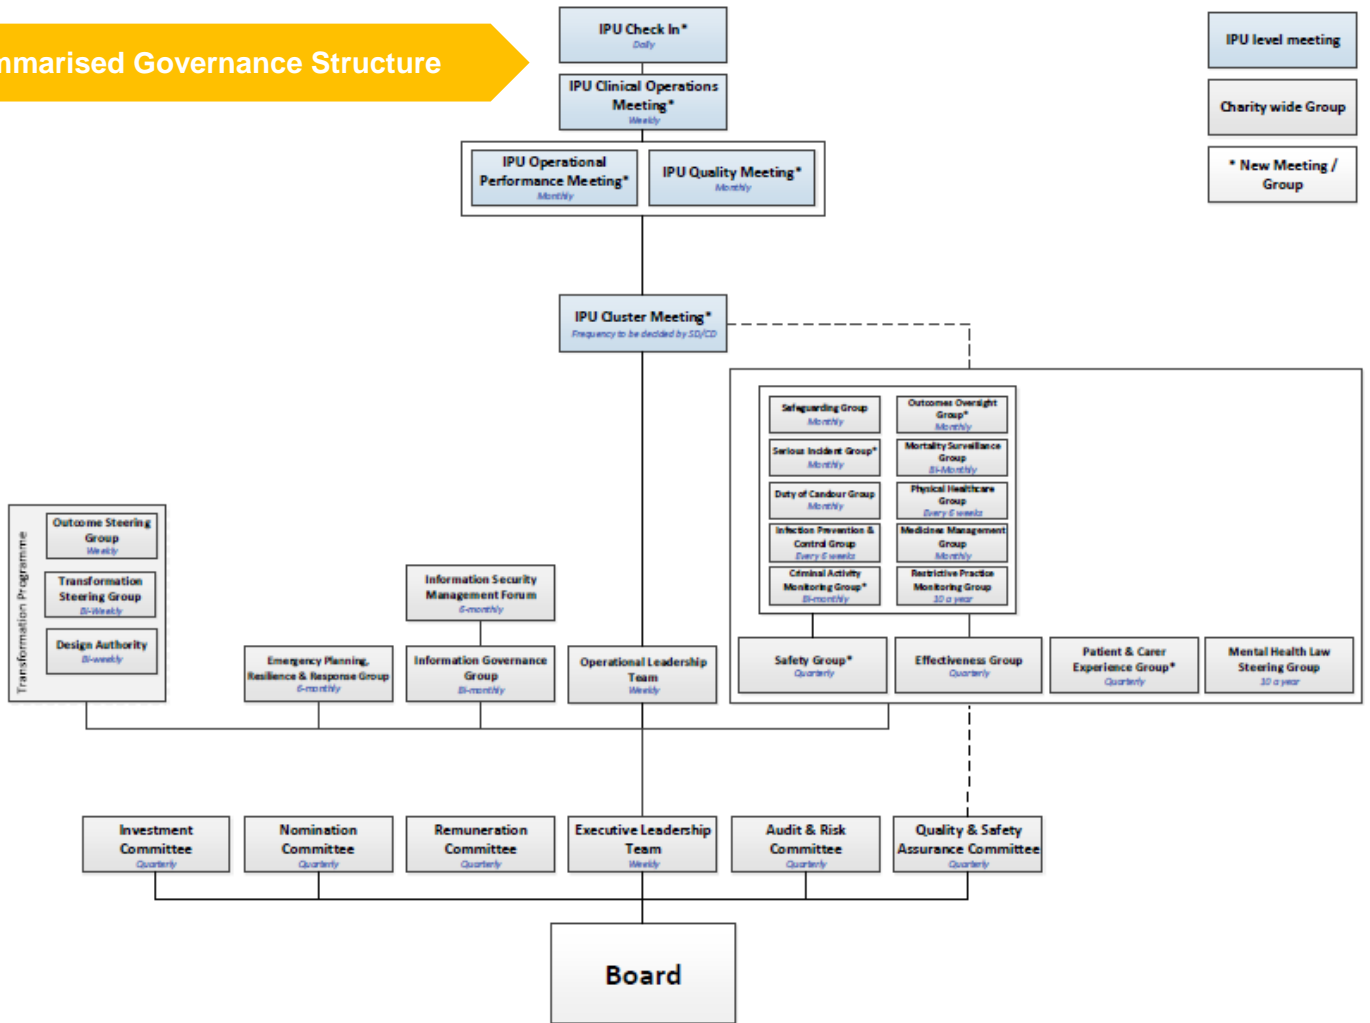 mmarised Governance Structure
IPU Check In*
Daily
IPU Clinical Operations
Meeting*
Weekly
IPU Operational
Performance Meeting*
Monthly
IPU Quality Meeting*
Monthly
IPU level meeting
Charity wide Group
* New Meeting /
Group
IPU Cluster Meeting*
Frequency to be decided by SD/CD
Safeguarding Group
Monthly
Outcomes Oversight
Group*
Monthly
Serious Incident Group*
Monthly
Mortality Surveillance
Group
Bi-Monthly
Duty of Candour Group
Monthly
Physical Healthcare
Group
Every 6 weeks
Infection Prevention &
Control Group
Every 6 weeks
Medicines Management
Group
Monthly
Criminal Activity
Monitoring Group*
Bi-monthly
Restrictive Practice
Monitoring Group
10 a year
Transformation Programme
Outcome Steering
Group
Weekly
Transformation
Steering Group
Bi-Weekly
Design Authority
Bi-weekly
Information Security
Management Forum
6-monthly
Emergency Planning,
Resilience & Response Group
6-monthly
Information Governance
Group
Bi-monthly
Operational Leadership
Team
Weekly
Safety Group*
Quarterly
Effectiveness Group
Quarterly
Patient & Carer
Experience Group*
Quarterly
Mental Health Law
Steering Group
10 a year
Investment
Committee
Quarterly
Nomination
Committee
Quarterly
Remuneration
Committee
Quarterly
Executive Leadership
Team
Weekly
Audit & Risk
Committee
Quarterly
Quality & Safety
Assurance Committee
Quarterly
Board